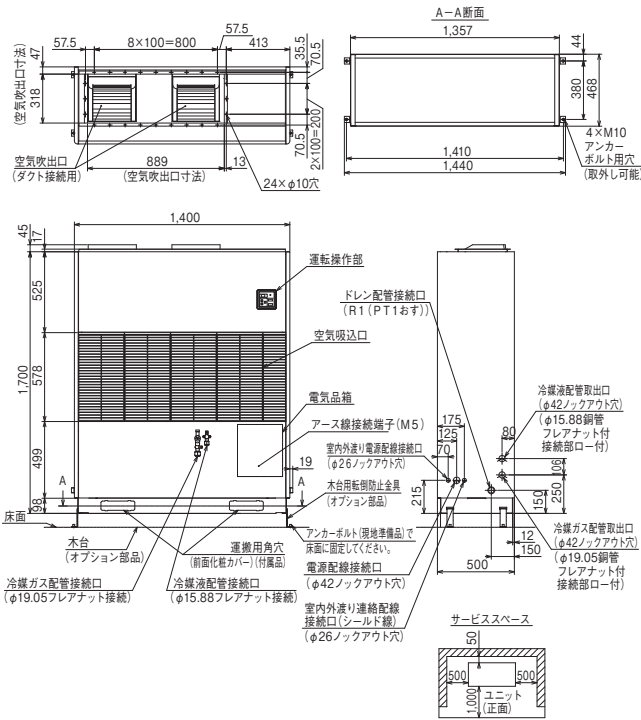 57.5
8×100=800
57.5
413
35.5
70.5
47
318
(空気吹出口寸法)
70.5
2×100=200
空気吹出口
(ダクト接続用)
889
(空気吹出口寸法)
13
24×φ10穴
A－A断面
1,357
44
380
468
1,410
1,440
4×M10
アンカー
ボルト用穴
(取外し可能)
1,400
45
17
525
578
1,700
499
98
運転操作部
空気吸込口
電気品箱
アース線接続端子(M5)
19
A
A
床面
木台
(オプション部品)
運搬用角穴
(前面化粧カバー)(付属品)
冷媒ガス配管接続口
(φ19.05フレアナット接続)
冷媒液配管接続口
(φ15.88フレアナット接続)
室内外渡り電源配線接続口
(φ26ノックアウト穴)
木台用転倒防止金具
(オプション部品)
アンカーボルト(現地準備品)で
床面に固定してください。
電源配線接続口
(φ42ノックアウト穴)
室内外渡り連絡配線
接続口(シールド線)
(φ26ノックアウト穴)
ドレン配管接続口
(R1(PT1おす))
175
125
70
215
80
106
250
150
12
150
500
冷媒液配管取出口
(φ42ノックアウト穴)
(φ15.88銅管
フレアナット付
接続部ロー付)
冷媒ガス配管取出口
(φ42ノックアウト穴)
(φ19.05銅管
フレアナット付
接続部ロー付)
サービススペース
50
500
500
1,000
ユニット
(正面)